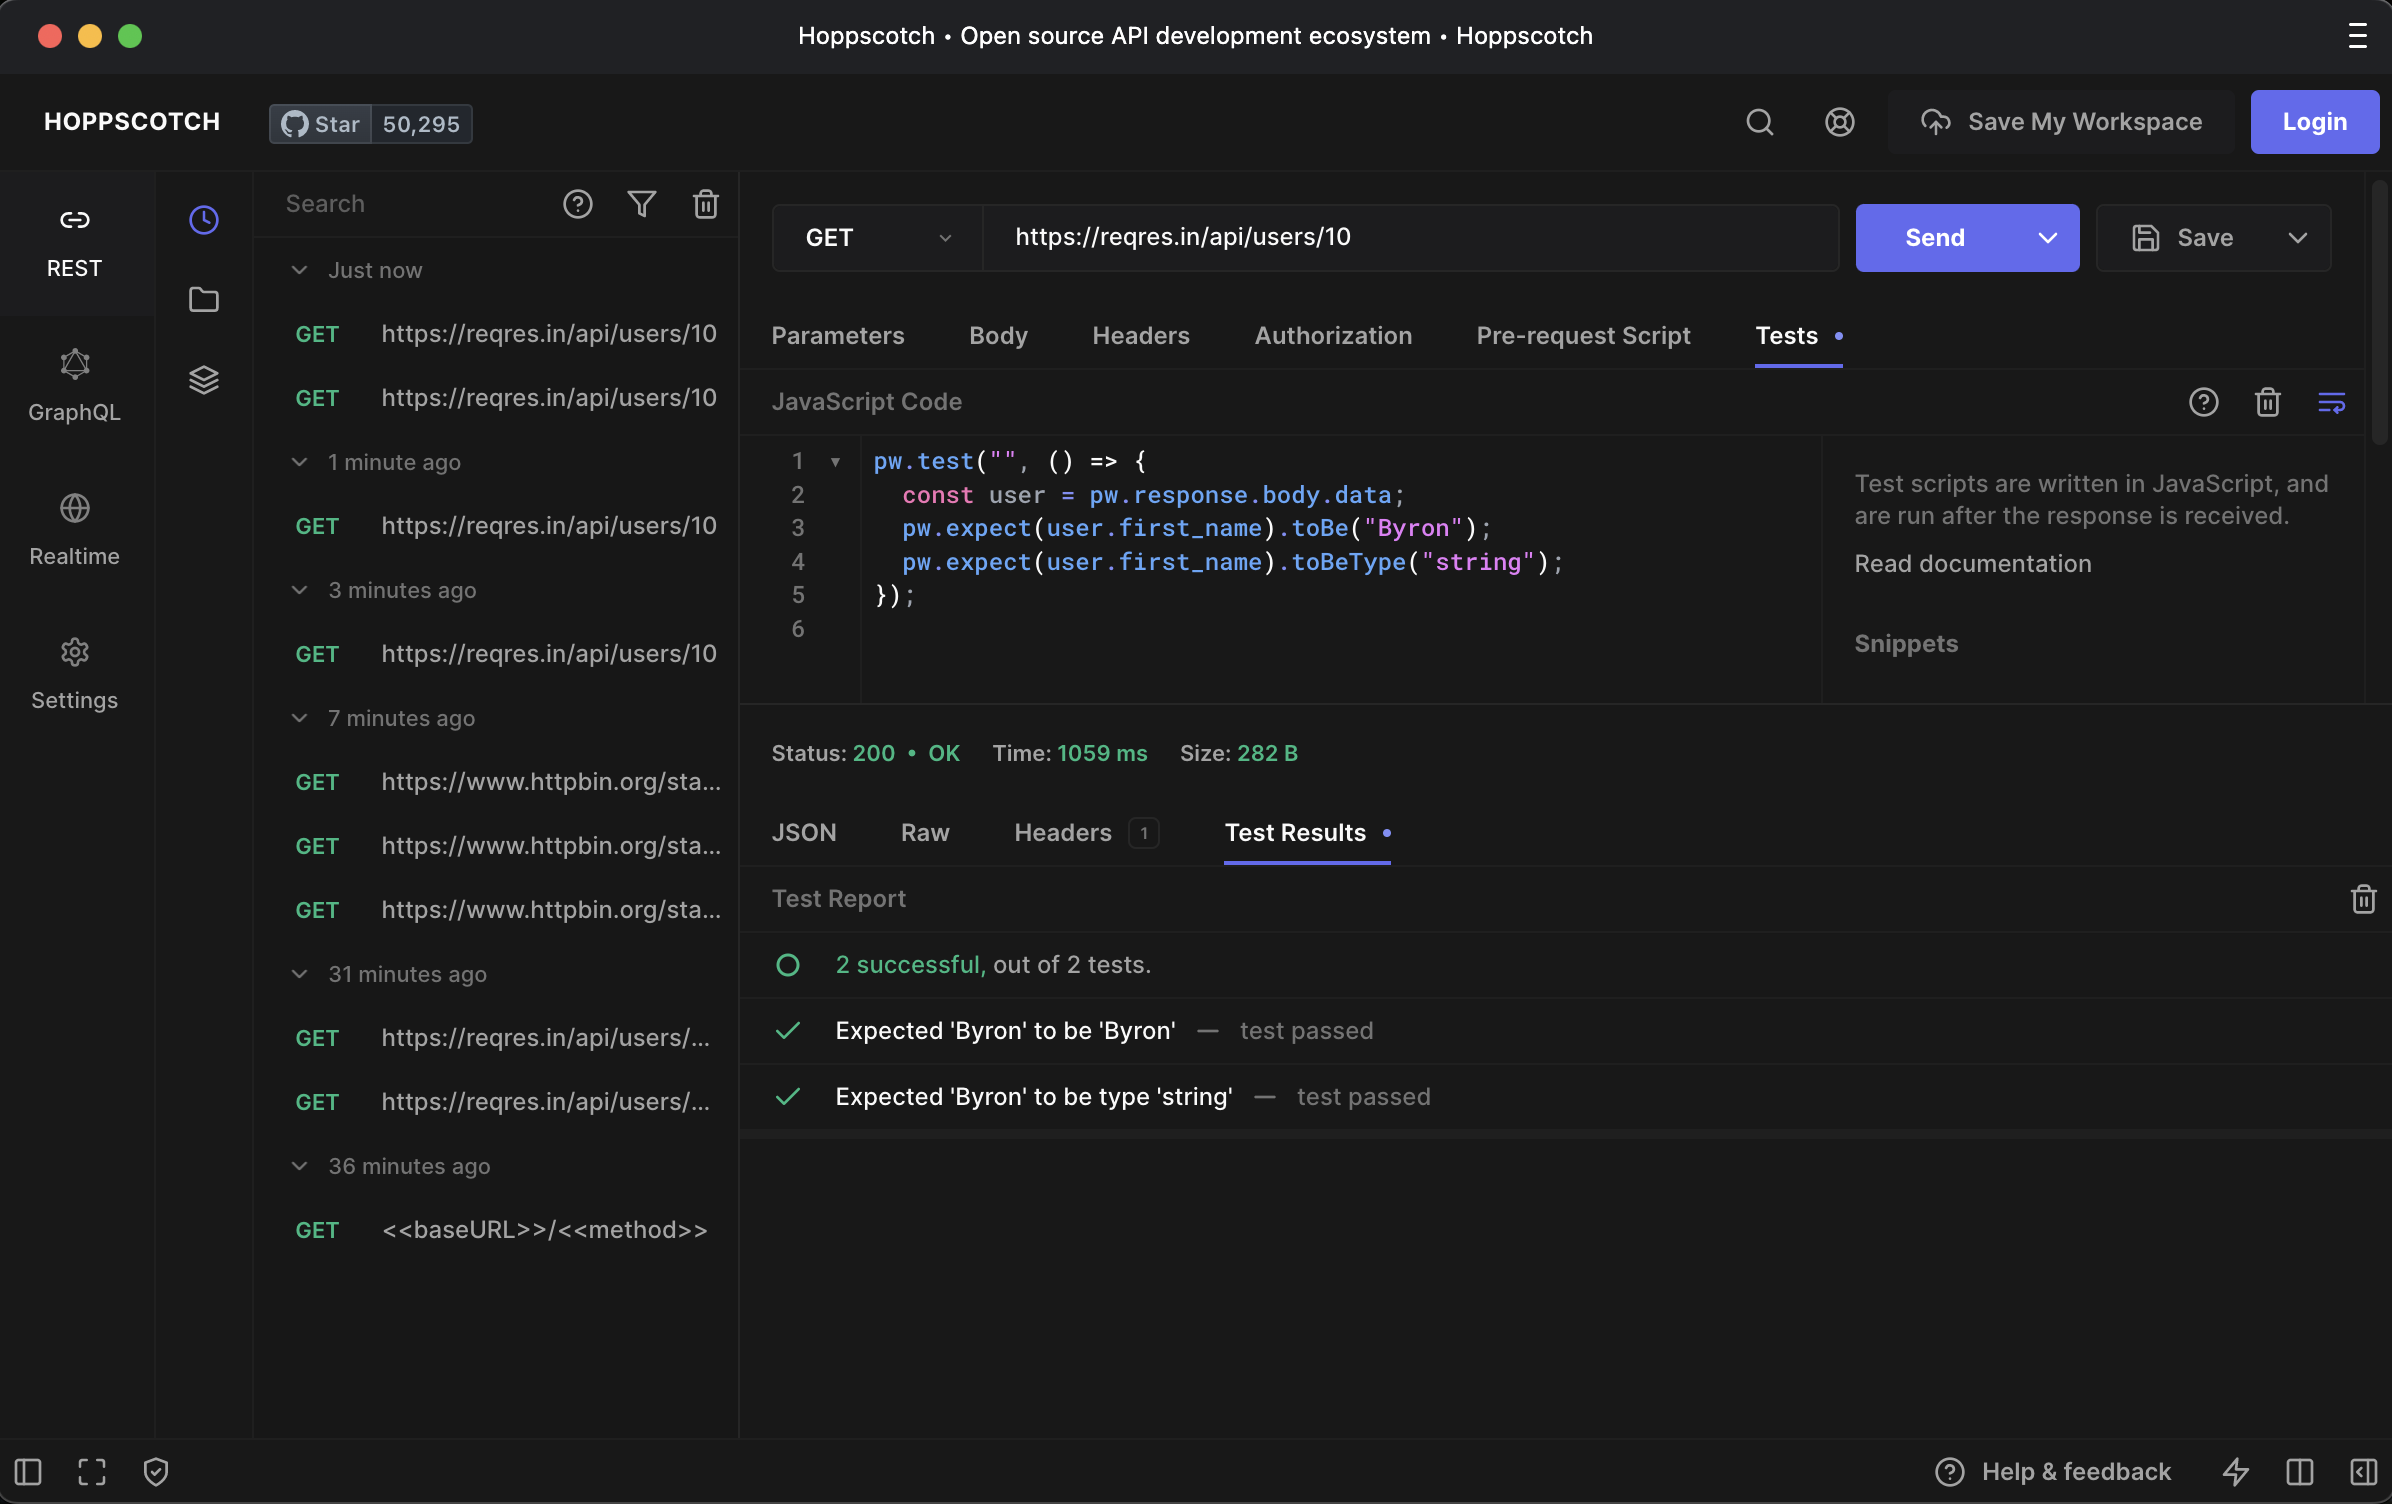 Hoppscotch • Open source API development ecosystem • Hoppscotch
HOPPSCOTCH
Star 50,295
Save My Workspace
Login
REST
GraphQL
Realtime
Settings
Search
Just now
GET https://reqres.in/api/users/10
GET https://reqres.in/api/users/10
1 minute ago
GET https://reqres.in/api/users/10
3 minutes ago
GET https://reqres.in/api/users/10
7 minutes ago
GET https://www.httpbin.org/sta...
GET https://www.httpbin.org/sta...
GET https://www.httpbin.org/sta...
31 minutes ago
GET https://reqres.in/api/users/...
GET https://reqres.in/api/users/...
36 minutes ago
GET <<baseURL>>/<<method>>
GET https://reqres.in/api/users/10
Send
Save
Parameters Body Headers Authorization Pre-request Script Tests •
JavaScript Code
1 pw.test("", () => {
2 const user = pw.response.body.data;
3 pw.expect(user.first_name).toBe("Byron");
4 pw.expect(user.first_name).toBeType("string");
5 });
6
Test scripts are written in JavaScript, and
are run after the response is received.
Read documentation
Snippets
Status: 200 • OK Time: 1059 ms Size: 282 B
JSON Raw Headers 1 Test Results •
Test Report
2 successful, out of 2 tests.
Expected 'Byron' to be 'Byron' — test passed
Expected 'Byron' to be type 'string' — test passed
Help & feedback